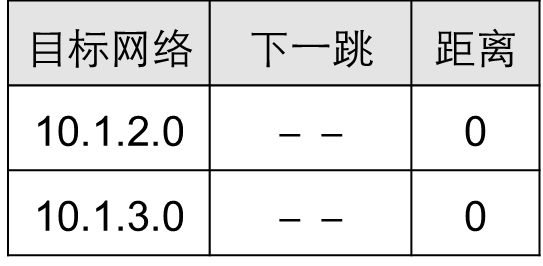 目标网络 下一跳 距离
10.1.2.0 – – 0
10.1.3.0 – – 0